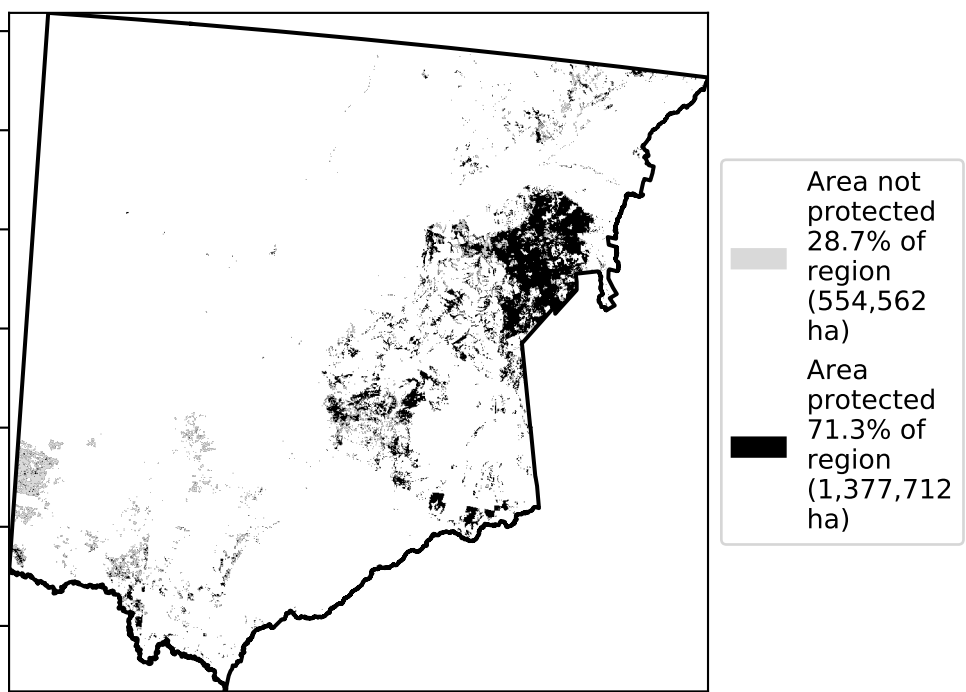 Area not
protected
28.7% of
region
(554,562
ha)
Area
protected
71.3% of
region
(1,377,712
ha)